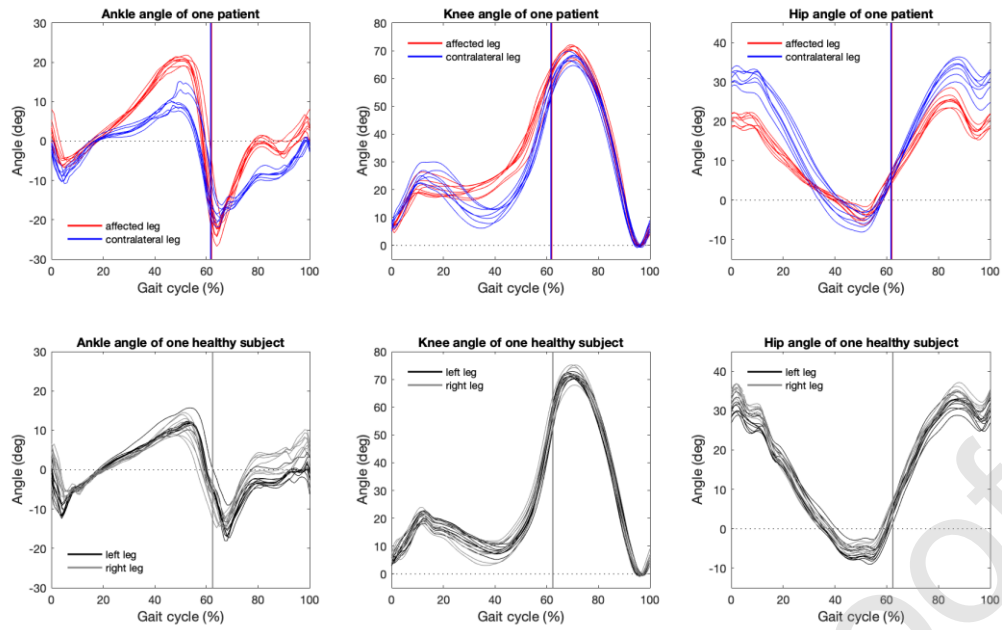 Ankle angle of one patient
30
20
10
0
-10
-20
-30
Angle (deg)
affected leg
contralateral leg
0 20 40 60 80 100
Gait cycle (%)
Knee angle of one patient
80
70
60
50
40
30
20
10
0
Angle (deg)
affected leg
contralateral leg
0 20 40 60 80 100
Gait cycle (%)
Hip angle of one patient
40
30
20
10
0
-10
Angle (deg)
affected leg
contralateral leg
0 20 40 60 80 100
Gait cycle (%)
Ankle angle of one healthy subject
30
20
10
0
-10
-20
-30
Angle (deg)
left leg
right leg
0 20 40 60 80 100
Gait cycle (%)
Knee angle of one healthy subject
80
70
60
50
40
30
20
10
0
Angle (deg)
left leg
right leg
0 20 40 60 80 100
Gait cycle (%)
Hip angle of one healthy subject
40
30
20
10
0
-10
Angle (deg)
left leg
right leg
0 20 40 60 80 100
Gait cycle (%)